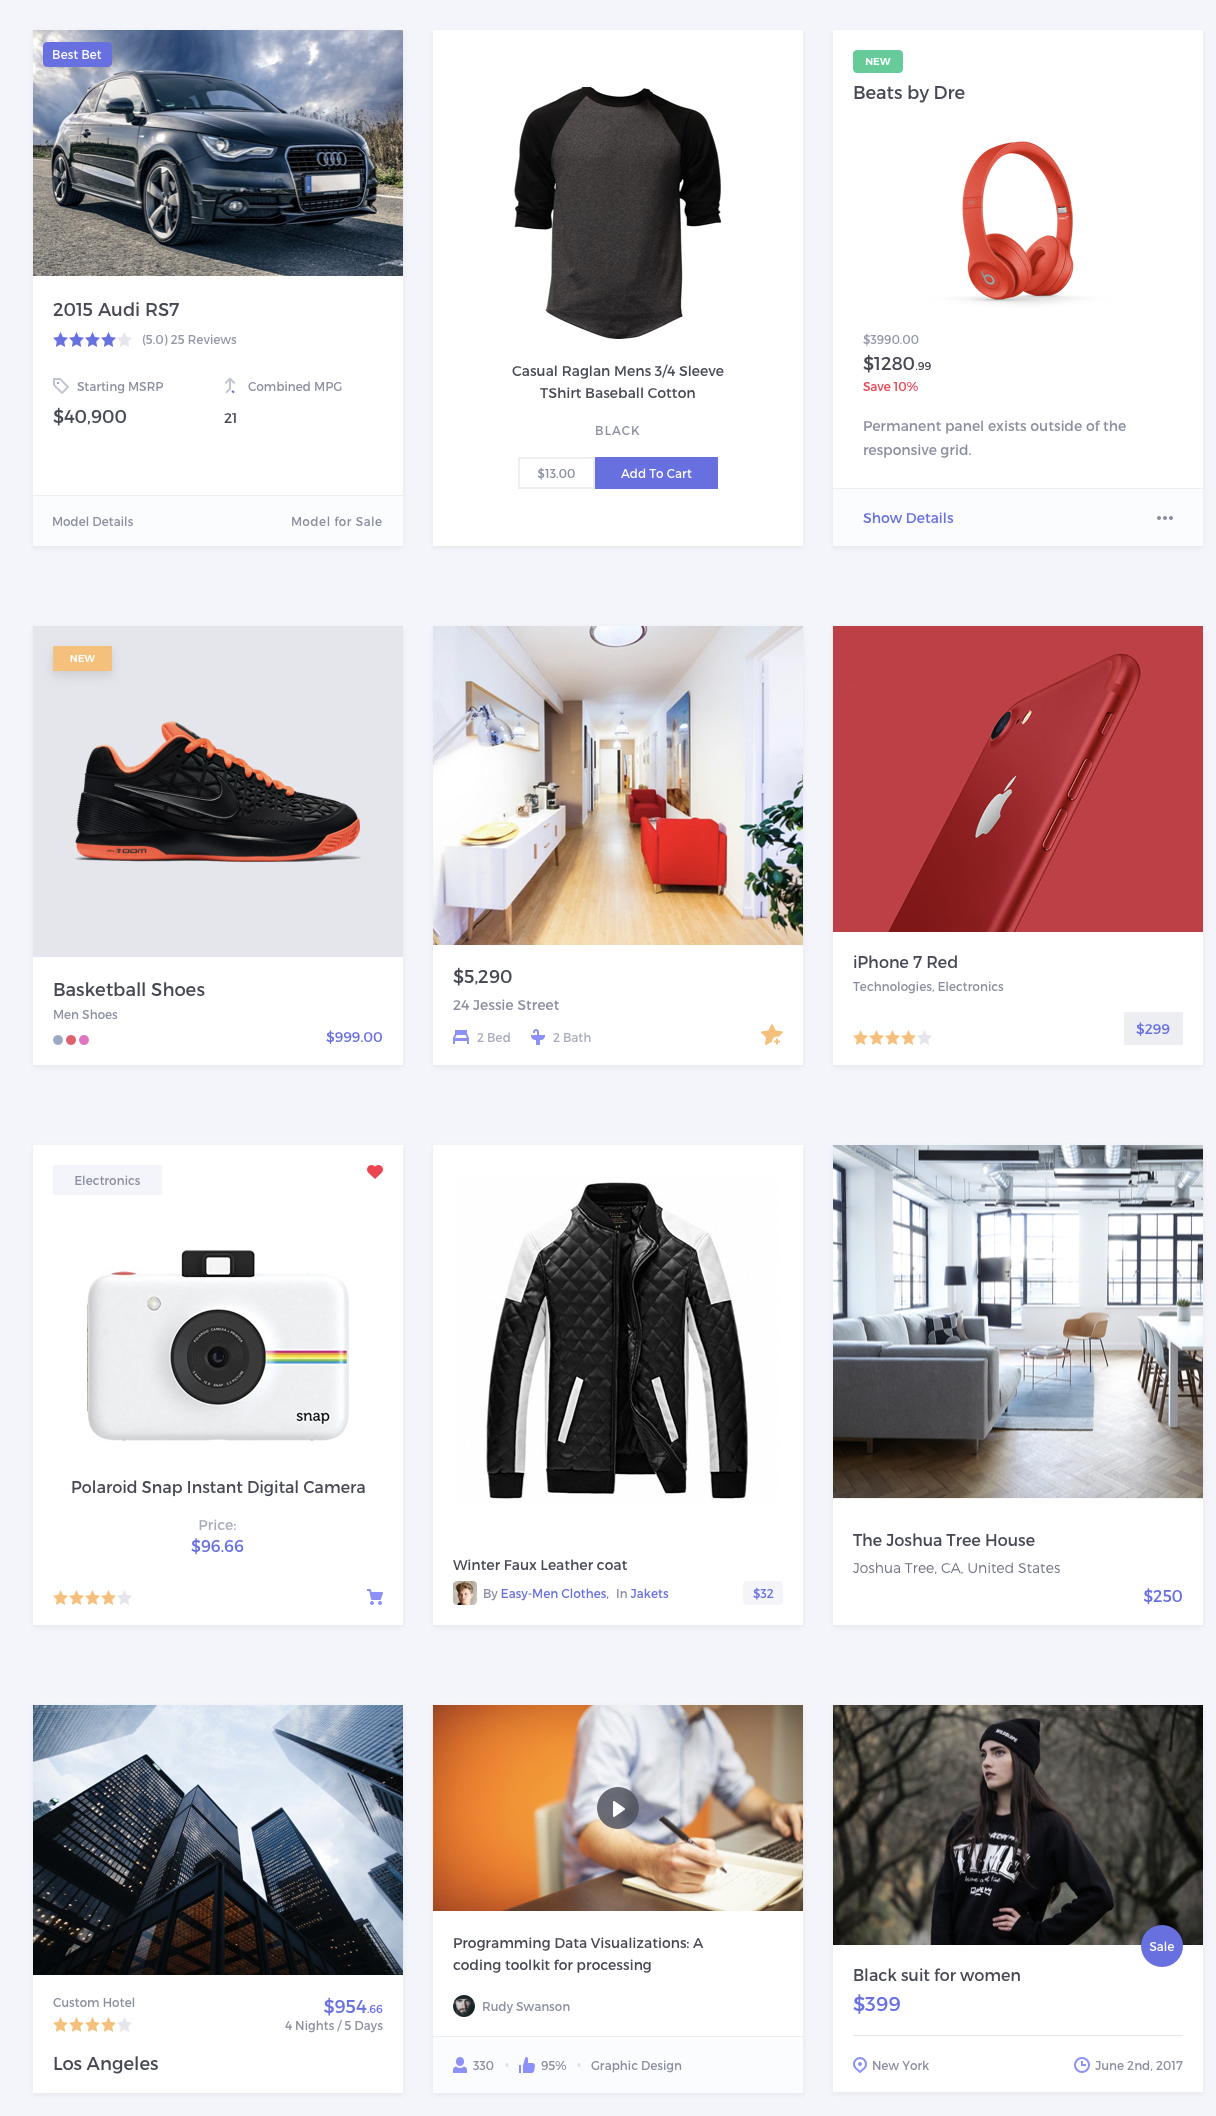 Best Bet
2015 Audi RS7
(5.0) 25 Reviews
Starting MSRP
Combined MPG
$40,900
21
Model Details
Model for Sale
Casual Raglan Mens 3/4 Sleeve
TShirt Baseball Cotton
BLACK
$13.00
Add To Cart
NEW
Beats by Dre
$3990.00
$1280.99
Save 10%
Permanent panel exists outside of the
responsive grid.
Show Details
NEW
Basketball Shoes
Men Shoes
$999.00
$5,290
24 Jessie Street
2 Bed
2 Bath
iPhone 7 Red
Technologies, Electronics
$299
Electronics
snap
Polaroid Snap Instant Digital Camera
Price:
$96.66
Winter Faux Leather coat
By Easy-Men Clothes, In Jakets
$32
The Joshua Tree House
Joshua Tree, CA, United States
$250
Custom Hotel
$954.66
4 Nights / 5 Days
Los Angeles
Programming Data Visualizations: A
coding toolkit for processing
Rudy Swanson
330
95%
Graphic Design
Sale
Black suit for women
$399
New York
June 2nd, 2017